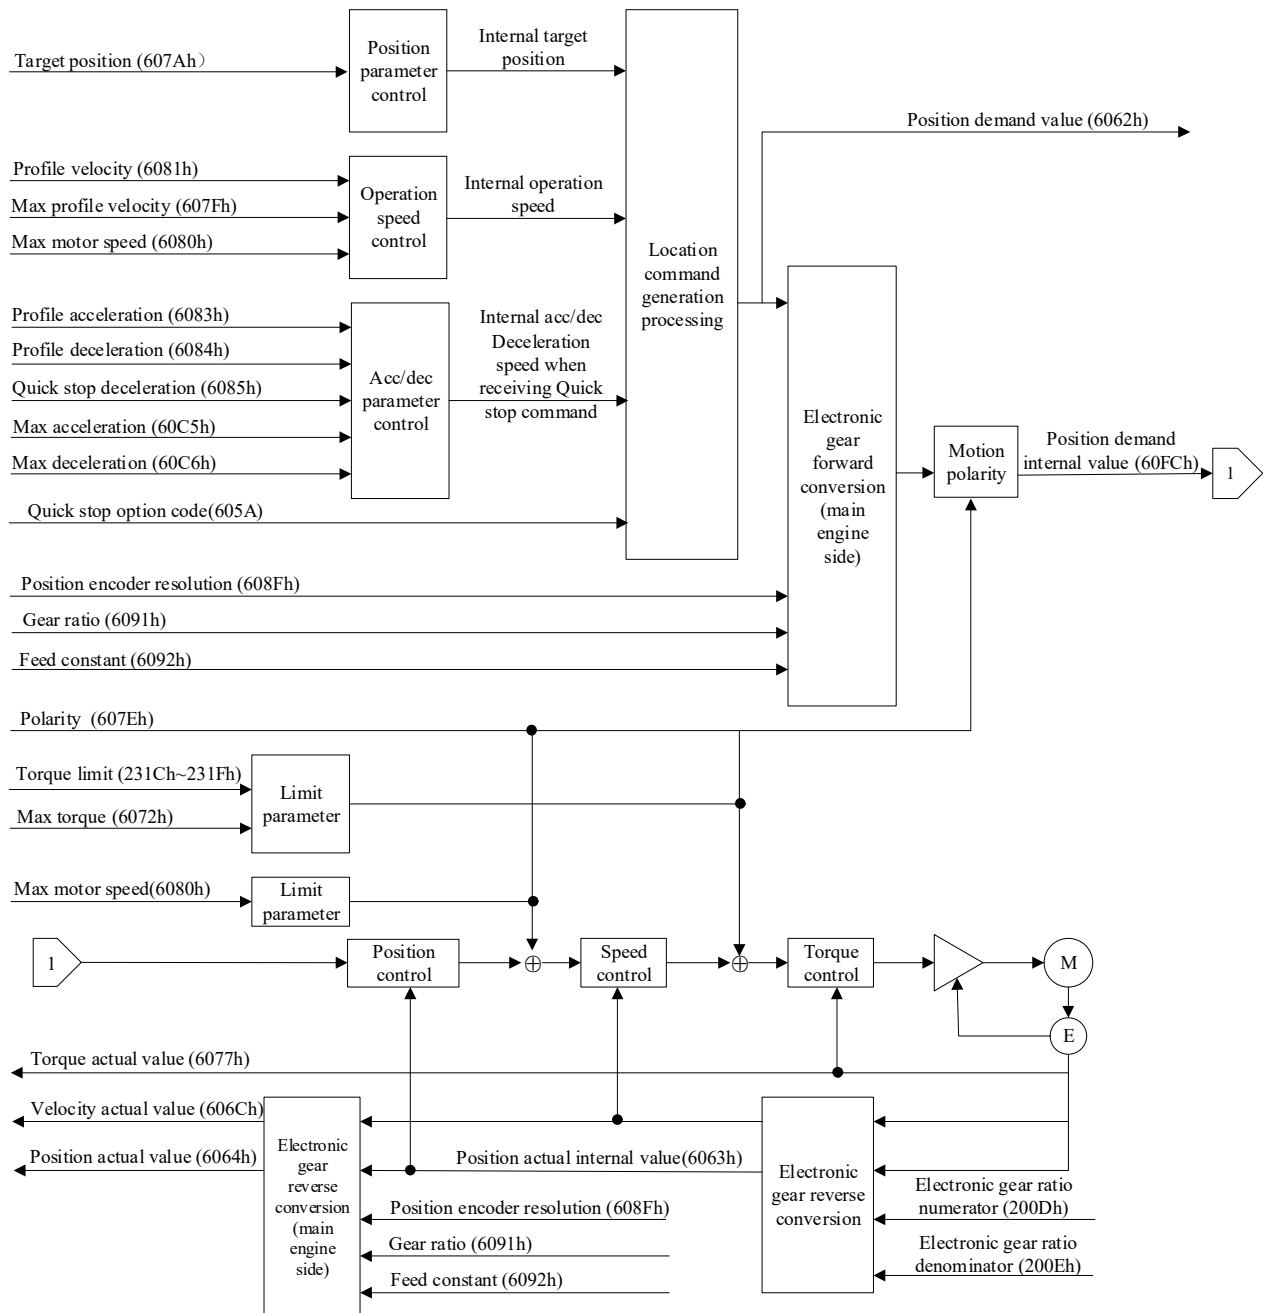 Target position (607Ah）
Position
parameter
control
Internal target
position
Position demand value (6062h)
Profile velocity (6081h)
Max profile velocity (607Fh)
Max motor speed (6080h)
Operation
speed
control
Internal operation
speed
Location
command
generation
processing
Profile acceleration (6083h)
Profile deceleration (6084h)
Quick stop deceleration (6085h)
Max acceleration (60C5h)
Max deceleration (60C6h)
Acc/dec
parameter
control
Internal acc/dec
Deceleration
speed when
receiving Quick
stop command
Quick stop option code(605A)
Electronic
gear
forward
conversion
(main
engine
side)
Motion
polarity
Position demand
internal value (60FCh)
1
Position encoder resolution (608Fh)
Gear ratio (6091h)
Feed constant (6092h)
Polarity (607Eh)
Torque limit (231Ch~231Fh)
Max torque (6072h)
Limit
parameter
Max motor speed(6080h)
Limit
parameter
1
Position
control
Speed
control
Torque
control
M
E
Torque actual value (6077h)
Velocity actual value (606Ch)
Position actual value (6064h)
Electronic
gear
reverse
conversion
(main
engine
side)
Position actual internal value(6063h)
Position encoder resolution (608Fh)
Gear ratio (6091h)
Feed constant (6092h)
Electronic
gear reverse
conversion
Electronic gear ratio
numerator (200Dh)
Electronic gear ratio
denominator (200Eh)